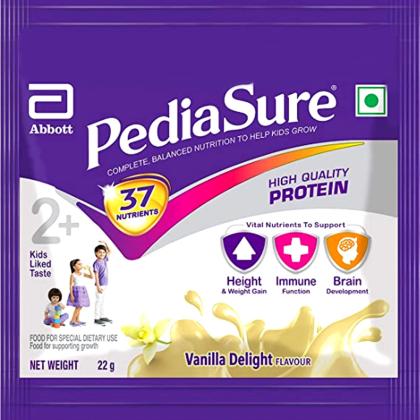 Abbott
PediaSure®
COMPLETE, BALANCED NUTRITION TO HELP KIDS GROW
37
NUTRIENTS
HIGH QUALITY
PROTEIN
2+
Kids
Liked
Taste
Vital Nutrients To Support
Height
& Weight Gain
Immune
Function
Brain
Development
FOOD FOR SPECIAL DIETARY USE
Food for supporting growth
NET WEIGHT 22 g
Vanilla Delight FLAVOUR